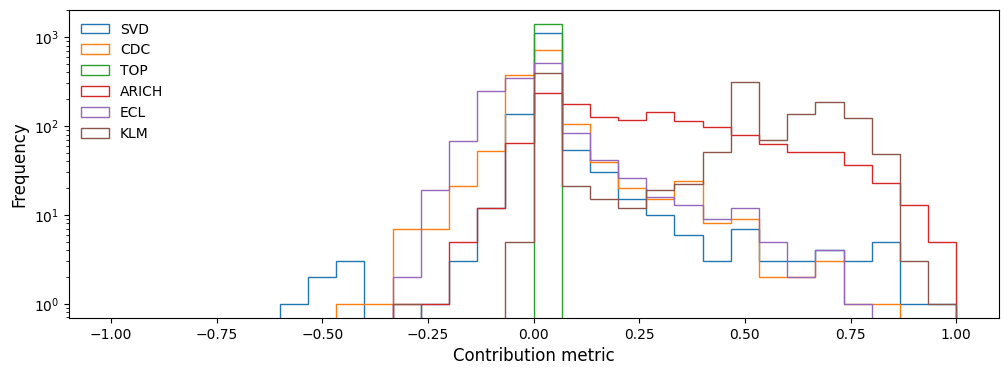 SVD
CDC
TOP
ARICH
ECL
KLM
Frequency
10³
10²
10¹
10⁰
−1.00 −0.75 −0.50 −0.25 0.00 0.25 0.50 0.75 1.00
Contribution metric